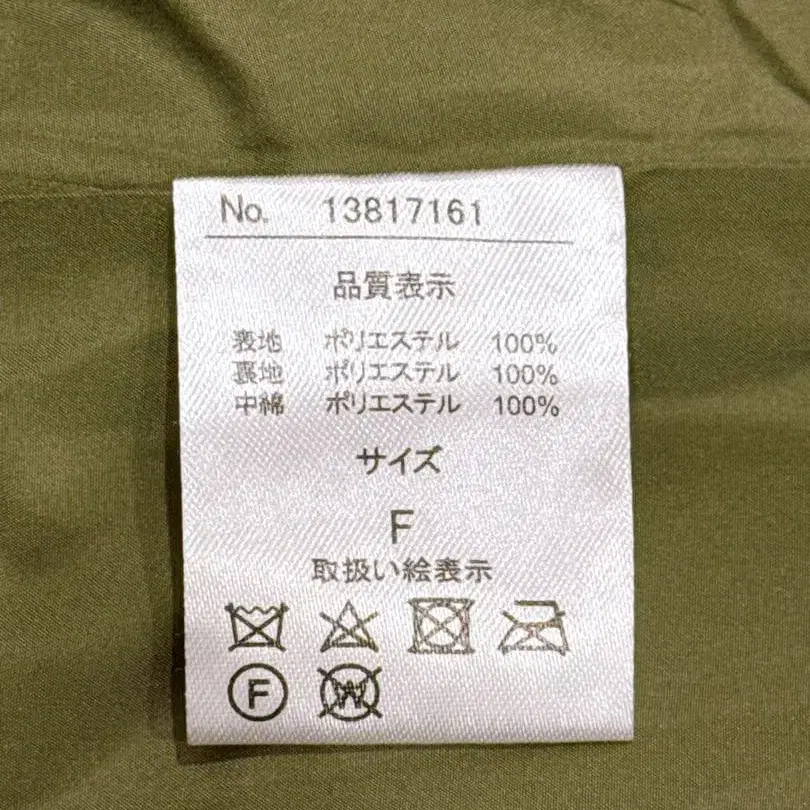 No. 13817161
品質表示
表地 ポリエステル 100%
裏地 ポリエステル 100%
中綿 ポリエステル 100%
サイズ
F
取扱い絵表示
F W